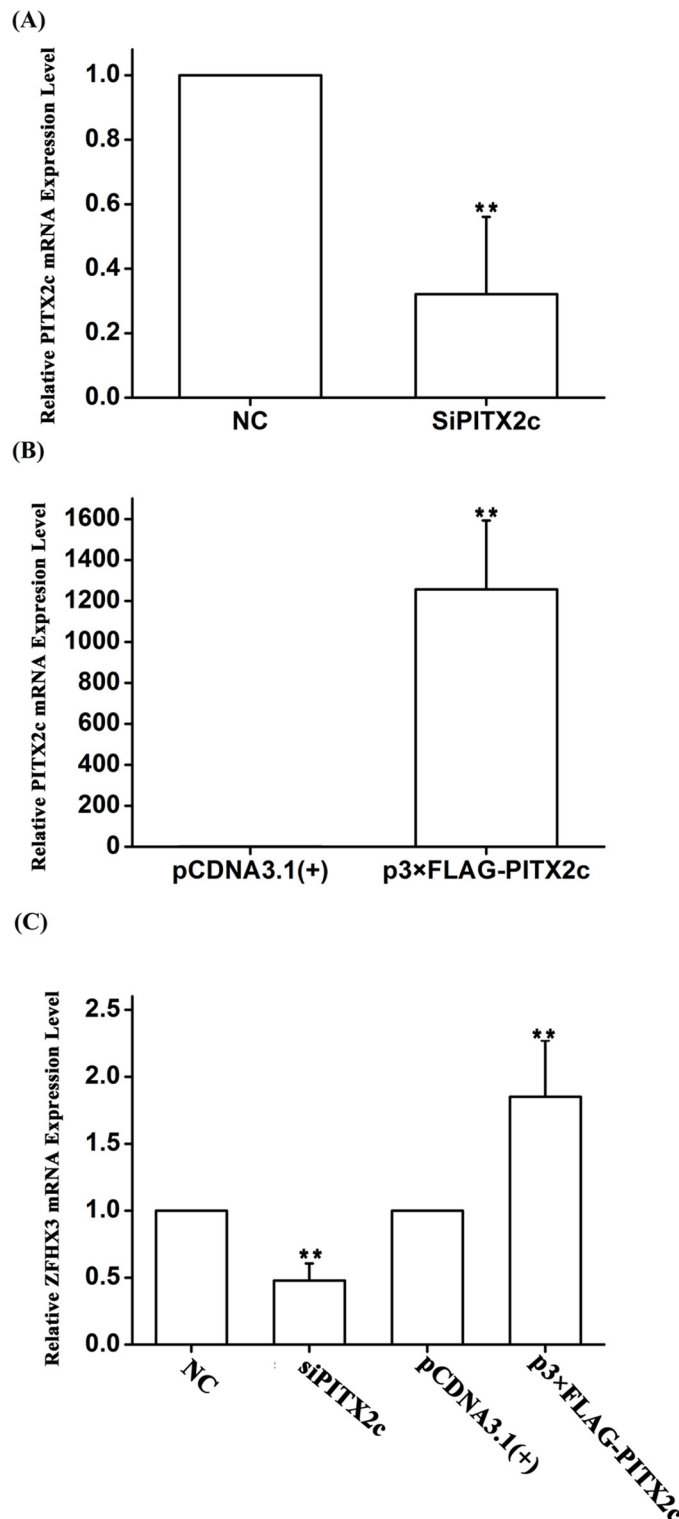 (A)
Relative PITX2c mRNA Expression Level
1.0
0.8
0.6
0.4
0.2
0.0
**
NC
SiPITX2c
(B)
Relative PITX2c mRNA Expresion Level
1600
1400
1200
1000
800
600
400
200
0
**
pCDNA3.1(+)
p3×FLAG-PITX2c
(C)
Relative ZFHX3 mRNA Expression Level
2.5
2.0
1.5
1.0
0.5
0.0
**
**
NC
siPITX2c
pCDNA3.1(+)
p3×FLAG-PITX2c